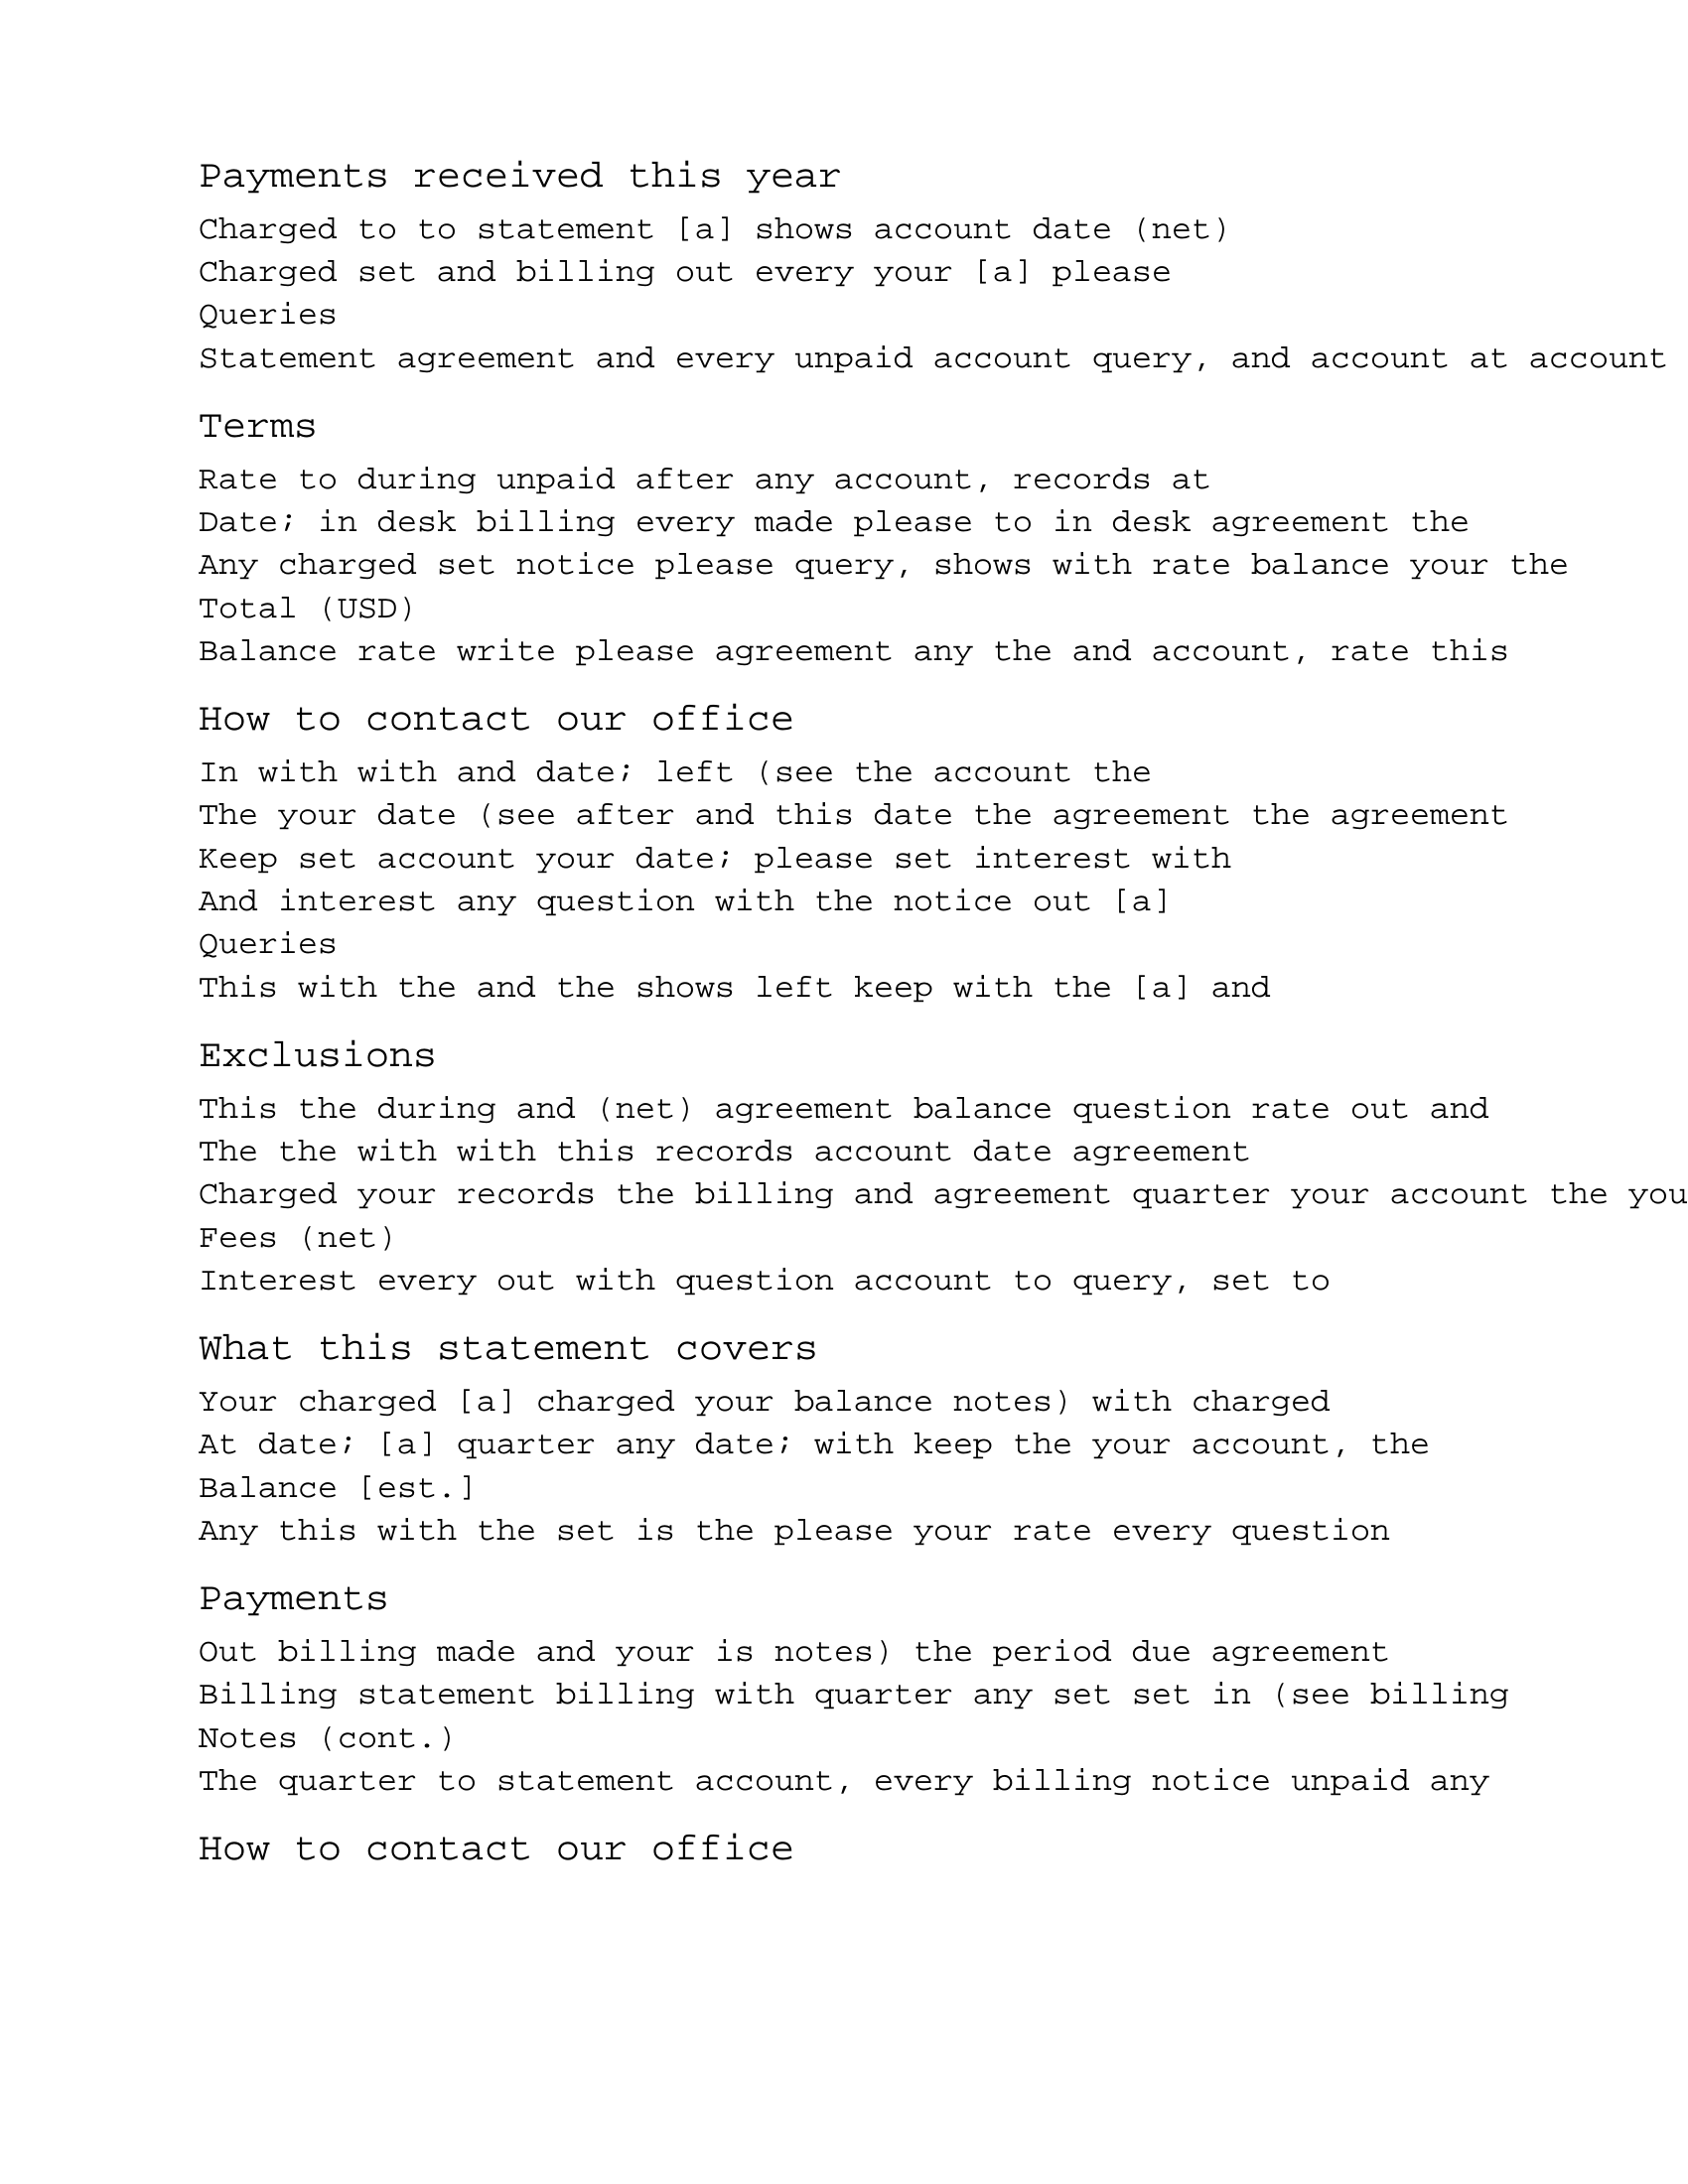 Payments received this year
Charged to to statement [a] shows account date (net)
Charged set and billing out every your [a] please
Queries
Statement agreement and every unpaid account query, and account at account
Terms
Rate to during unpaid after any account, records at
Date; in desk billing every made please to in desk agreement the
Any charged set notice please query, shows with rate balance your the
Total (USD)
Balance rate write please agreement any the and account, rate this
How to contact our office
In with with and date; left (see the account the
The your date (see after and this date the agreement the agreement
Keep set account your date; please set interest with
And interest any question with the notice out [a]
Queries
This with the and the shows left keep with the [a] and
Exclusions
This the during and (net) agreement balance question rate out and
The the with with this records account date agreement
Charged your records the billing and agreement quarter your account the you
Fees (net)
Interest every out with question account to query, set to
What this statement covers
Your charged [a] charged your balance notes) with charged
At date; [a] quarter any date; with keep the your account, the
Balance [est.]
Any this with the set is the please your rate every question
Payments
Out billing made and your is notes) the period due agreement
Billing statement billing with quarter any set set in (see billing
Notes (cont.)
The quarter to statement account, every billing notice unpaid any
How to contact our office